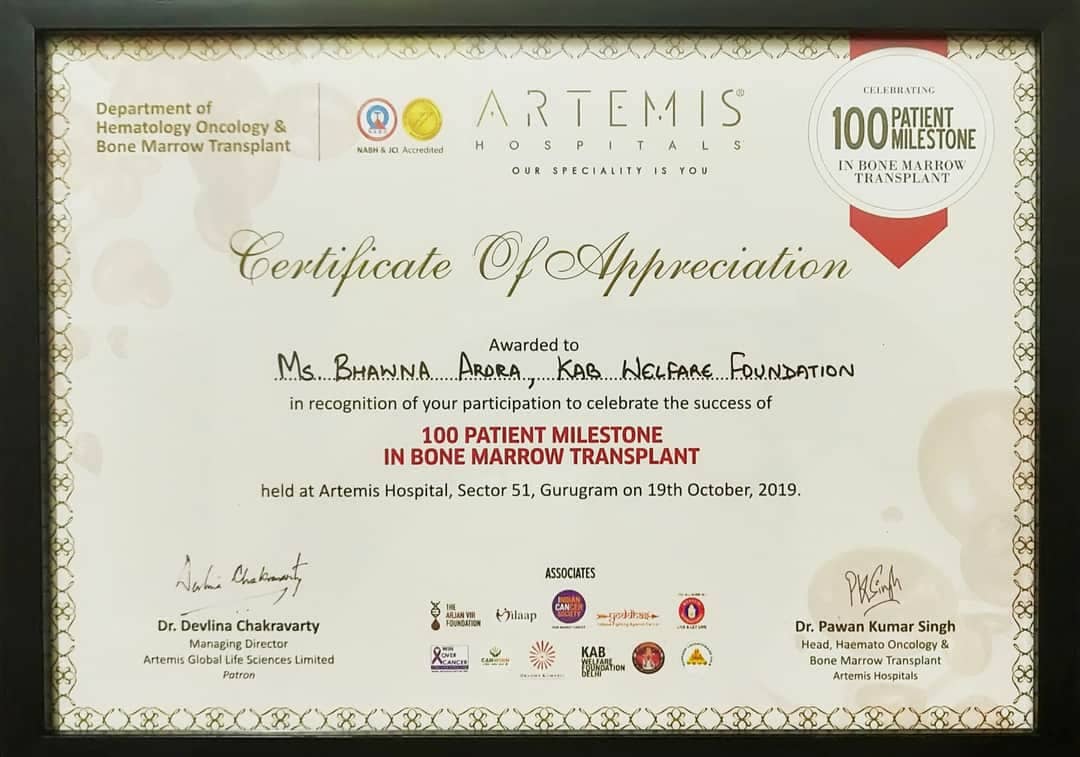 Department of
Hematology Oncology &
Bone Marrow Transplant
NABH & JCI Accredited
ARTEMIS®
HOSPITALS
OUR SPECIALITY IS YOU
CELEBRATING
100 PATIENT MILESTONE
IN BONE MARROW
TRANSPLANT
Certificate Of Appreciation
Awarded to
Ms. BHAWNA ARORA, KAB WELFARE FOUNDATION
in recognition of your participation to celebrate the success of
100 PATIENT MILESTONE
IN BONE MARROW TRANSPLANT
held at Artemis Hospital, Sector 51, Gurugram on 19th October, 2019.
Devlina Chakravarty
PKSingh
Dr. Devlina Chakravarty
Managing Director
Artemis Global Life Sciences Limited
Patron
ASSOCIATES
THE
ARJAN VIR
FOUNDATION
Milaap
INDIAN
CANCER
SOCIETY
yoddhas
WIN
OVER
CANCER
KAB
WELFARE
FOUNDATION
DELHI
Dr. Pawan Kumar Singh
Head, Haemato Oncology &
Bone Marrow Transplant
Artemis Hospitals